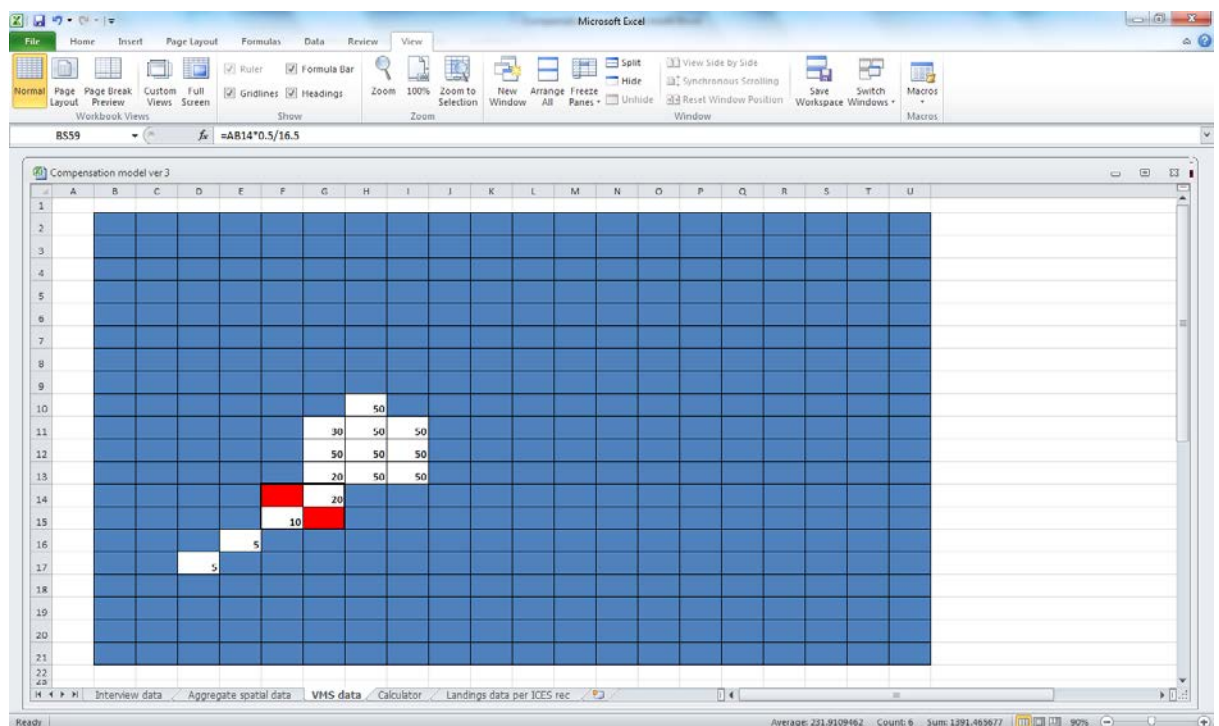 Microsoft Excel
File Home Insert Page Layout Formulas Data Review View
Ruler Formula Bar Split View Side by Side
Hide Synchronous Scrolling
Normal Page Layout Page Break Preview Custom Views Full Screen Gridlines Headings Zoom 100% Zoom to Selection New Window Arrange All Freeze Panes Unhide Reset Window Position Save Workspace Switch Windows Macros
Workbook Views Show Zoom Window Macros
BS59 fx =AB14*0.5/16.5
Compensation model ver 3
A B C D E F G H I J K L M N O P Q R S T U
1
2
3
4
5
6
7
8
9
10 50
11 30 50 50
12 50 50 50
13 20 50 50
14 20
15 10
16 5
17 5
18
19
20
21
22
23
Interview data Aggregate spatial data VMS data Calculator Landings data per ICES rec
Ready Average: 231.9109462 Count: 6 Sum: 1391.465677 90%